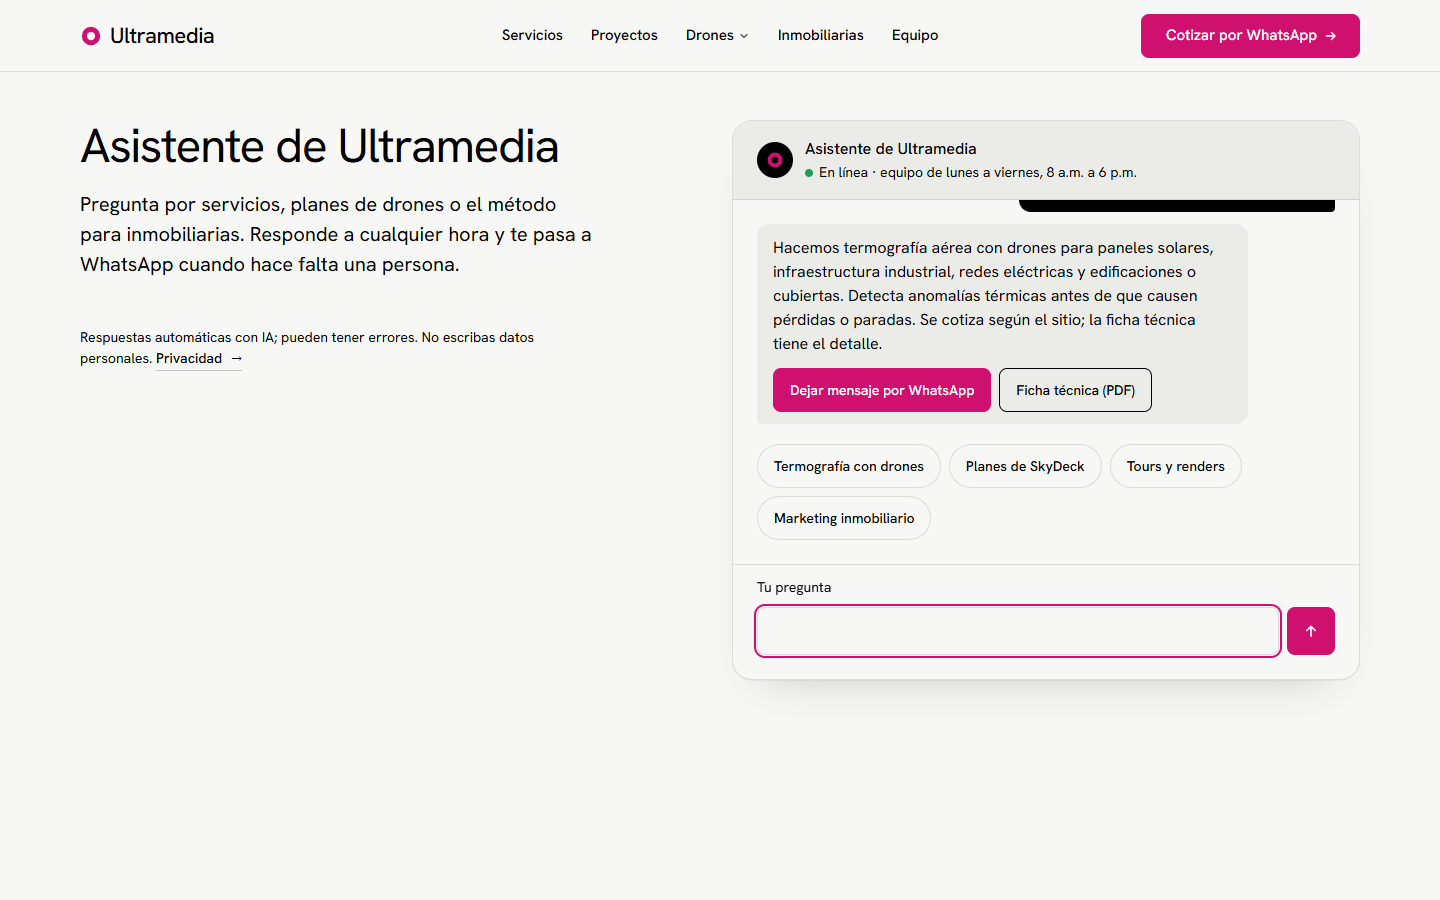 Ultramedia
Servicios
Proyectos
Drones
Inmobiliarias
Equipo
Cotizar por WhatsApp →
Asistente de Ultramedia
Pregunta por servicios, planes de drones o el método
para inmobiliarias. Responde a cualquier hora y te pasa a
WhatsApp cuando hace falta una persona.
Respuestas automáticas con IA; pueden tener errores. No escribas datos
personales. Privacidad →
Asistente de Ultramedia
En línea · equipo de lunes a viernes, 8 a.m. a 6 p.m.
Hacemos termografía aérea con drones para paneles solares,
infraestructura industrial, redes eléctricas y edificaciones o
cubiertas. Detecta anomalías térmicas antes de que causen
pérdidas o paradas. Se cotiza según el sitio; la ficha técnica
tiene el detalle.
Dejar mensaje por WhatsApp
Ficha técnica (PDF)
Termografía con drones
Planes de SkyDeck
Tours y renders
Marketing inmobiliario
Tu pregunta